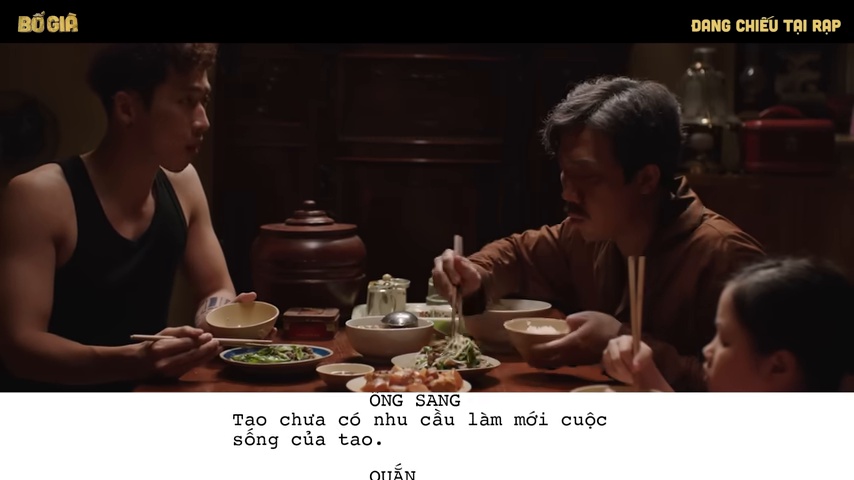 BỐ GIÀ
ĐANG CHIẾU TẠI RẠP
ÔNG SANG
Tao chưa có nhu cầu làm mới cuộc
sống của tao.
QUẮN